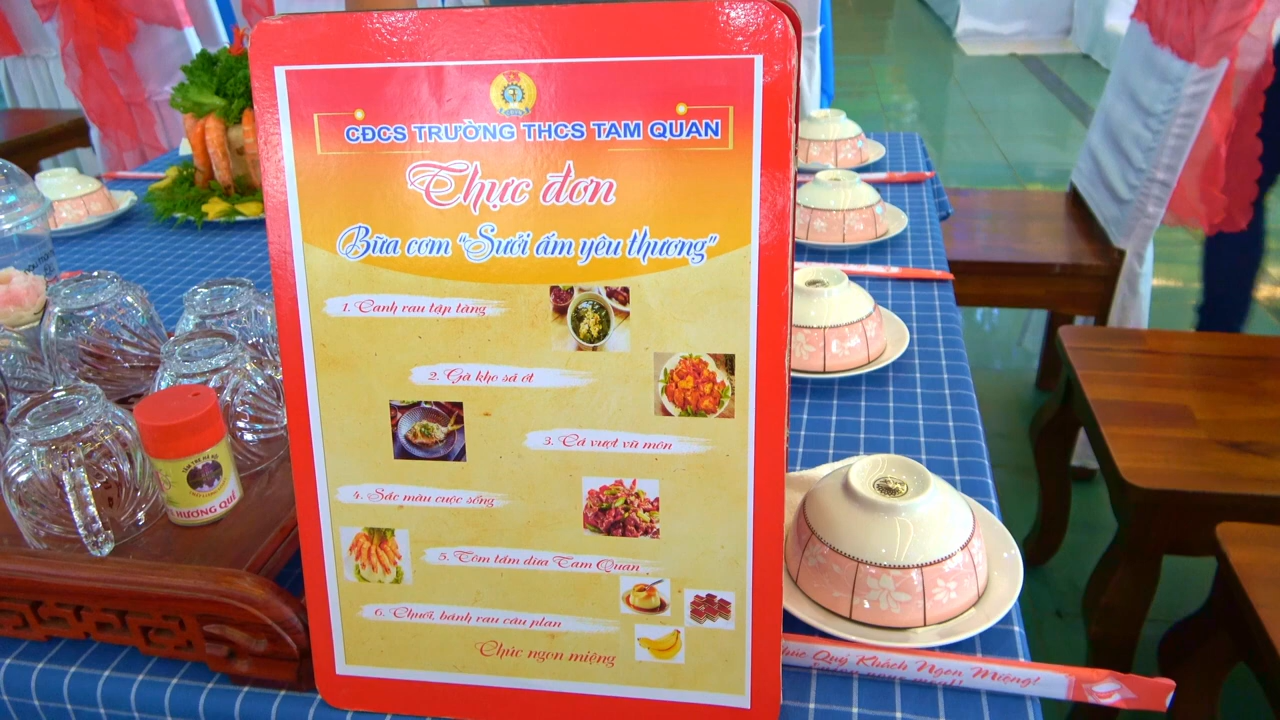 CĐCS TRƯỜNG THCS TAM QUAN
Thực đơn
Bữa cơm "Sưởi ấm yêu thương"
1. Canh rau tập tàng
2. Gà kho sả ớt
3. Cá vượt vũ môn
4. Sắc màu cuộc sống
5. Tôm tắm dừa Tam Quan
6. Chuối, bánh rau câu plan
Chúc ngon miệng
HƯƠNG QUẾ
Chúc Quý Khách Ngon Miệng!